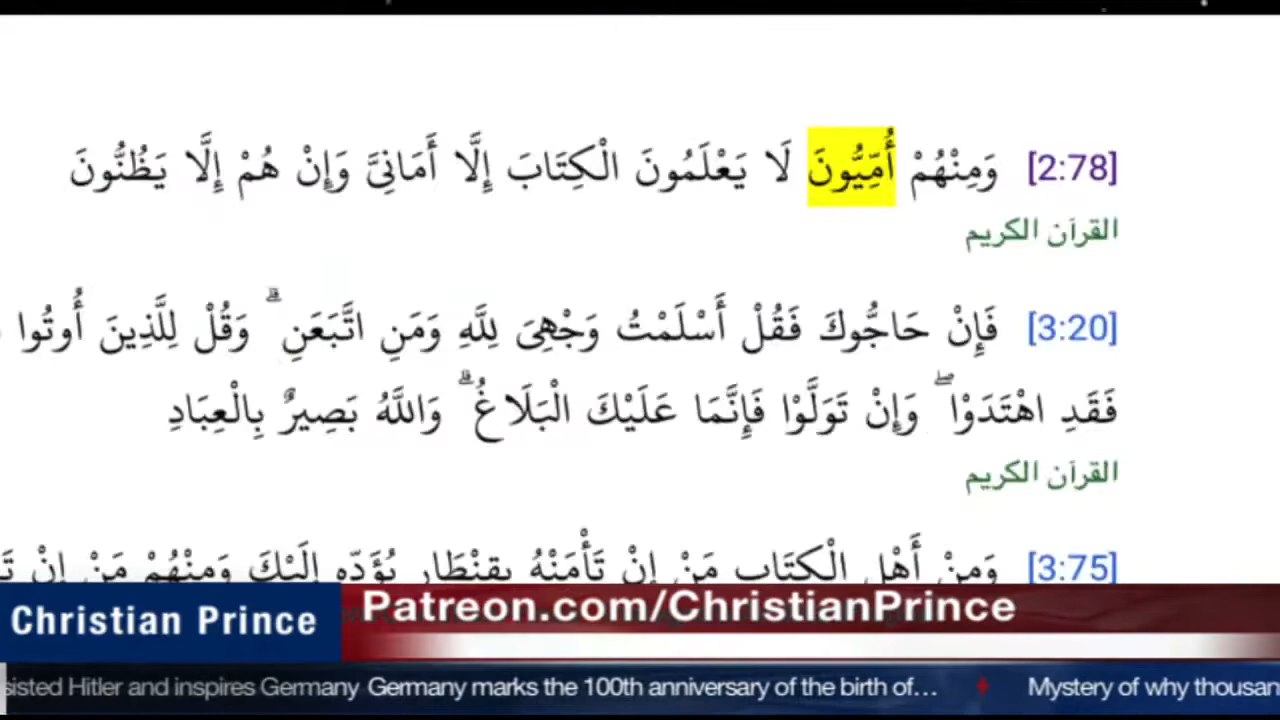 [2:78] وَمِنْهُمْ أُمِّيُّونَ لَا يَعْلَمُونَ الْكِتَابَ إِلَّا أَمَانِيَّ وَإِنْ هُمْ إِلَّا يَظُنُّونَ
القرآن الكريم
[3:20] فَإِنْ حَاجُّوكَ فَقُلْ أَسْلَمْتُ وَجْهِيَ لِلَّهِ وَمَنِ اتَّبَعَنِ ۗ وَقُلْ لِلَّذِينَ أُوتُوا
فَقَدِ اهْتَدَوْا ۖ وَإِنْ تَوَلَّوْا فَإِنَّمَا عَلَيْكَ الْبَلَاغُ ۗ وَاللَّهُ بَصِيرٌ بِالْعِبَادِ
القرآن الكريم
[3:75] وَمِنْ أَهْلِ الْكِتَابِ مَنْ إِنْ تَأْمَنْهُ بِقِنْطَارٍ يُؤَدِّهِ إِلَيْكَ وَمِنْهُمْ مَنْ إِنْ
Patreon.com/ChristianPrince
Christian Prince
sisted Hitler and inspires Germany Germany marks the 100th anniversary of the birth of… Mystery of why thousan